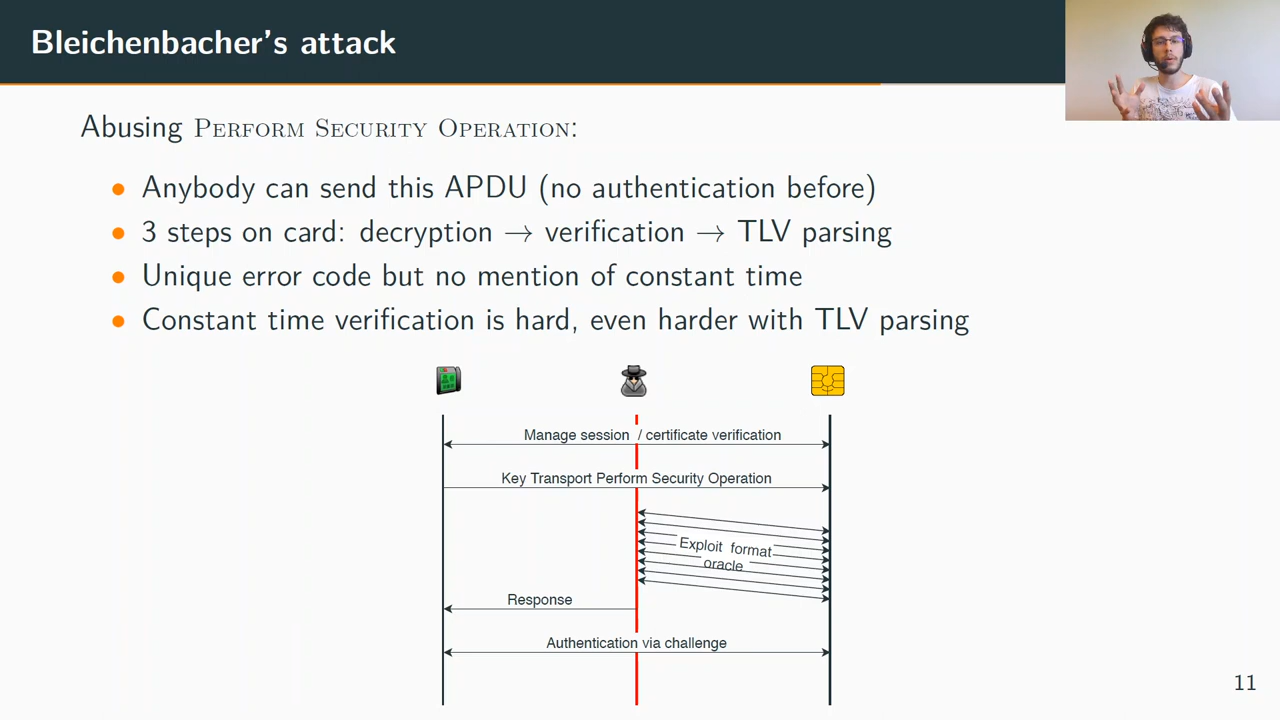 Bleichenbacher's attack
Abusing Perform Security Operation:
• Anybody can send this APDU (no authentication before)
• 3 steps on card: decryption → verification → TLV parsing
• Unique error code but no mention of constant time
• Constant time verification is hard, even harder with TLV parsing
Manage session / certificate verification
Key Transport Perform Security Operation
Exploit format
oracle
Response
Authentication via challenge
11